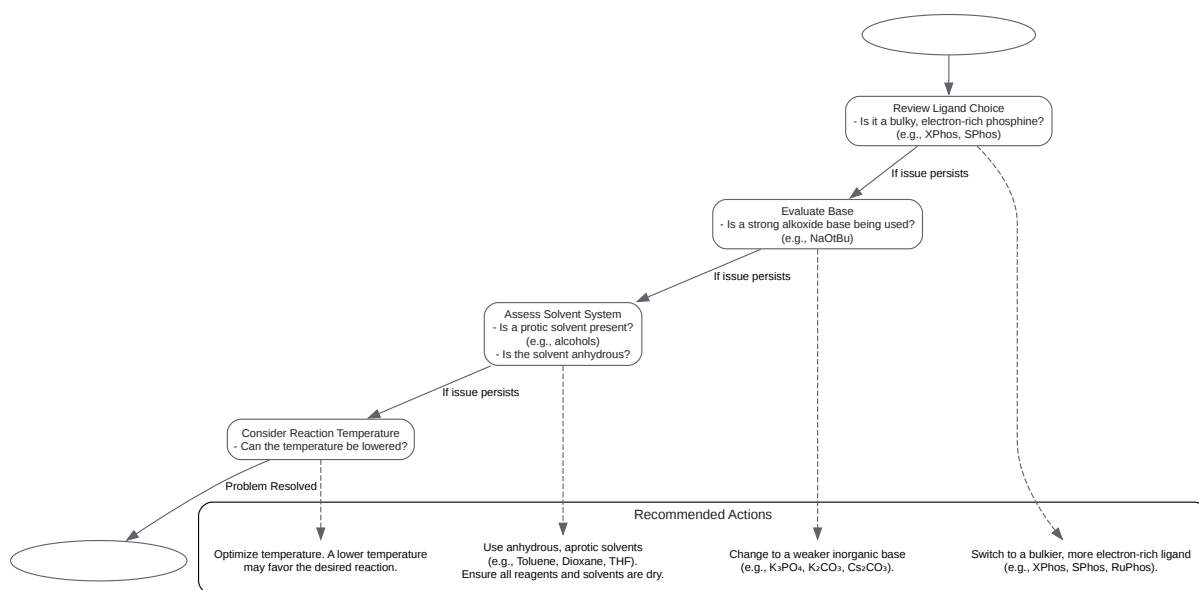 Review Ligand Choice
- Is it a bulky, electron-rich phosphine?
(e.g., XPhos, SPhos)
If issue persists
Evaluate Base
- Is a strong alkoxide base being used?
(e.g., NaOtBu)
If issue persists
Assess Solvent System
- Is a protic solvent present?
(e.g., alcohols)
- Is the solvent anhydrous?
If issue persists
Consider Reaction Temperature
- Can the temperature be lowered?
Problem Resolved
Recommended Actions
Optimize temperature. A lower temperature
may favor the desired reaction.
Use anhydrous, aprotic solvents
(e.g., Toluene, Dioxane, THF).
Ensure all reagents and solvents are dry.
Change to a weaker inorganic base
(e.g., K₃PO₄, K₂CO₃, Cs₂CO₃).
Switch to a bulkier, more electron-rich ligand
(e.g., XPhos, SPhos, RuPhos).